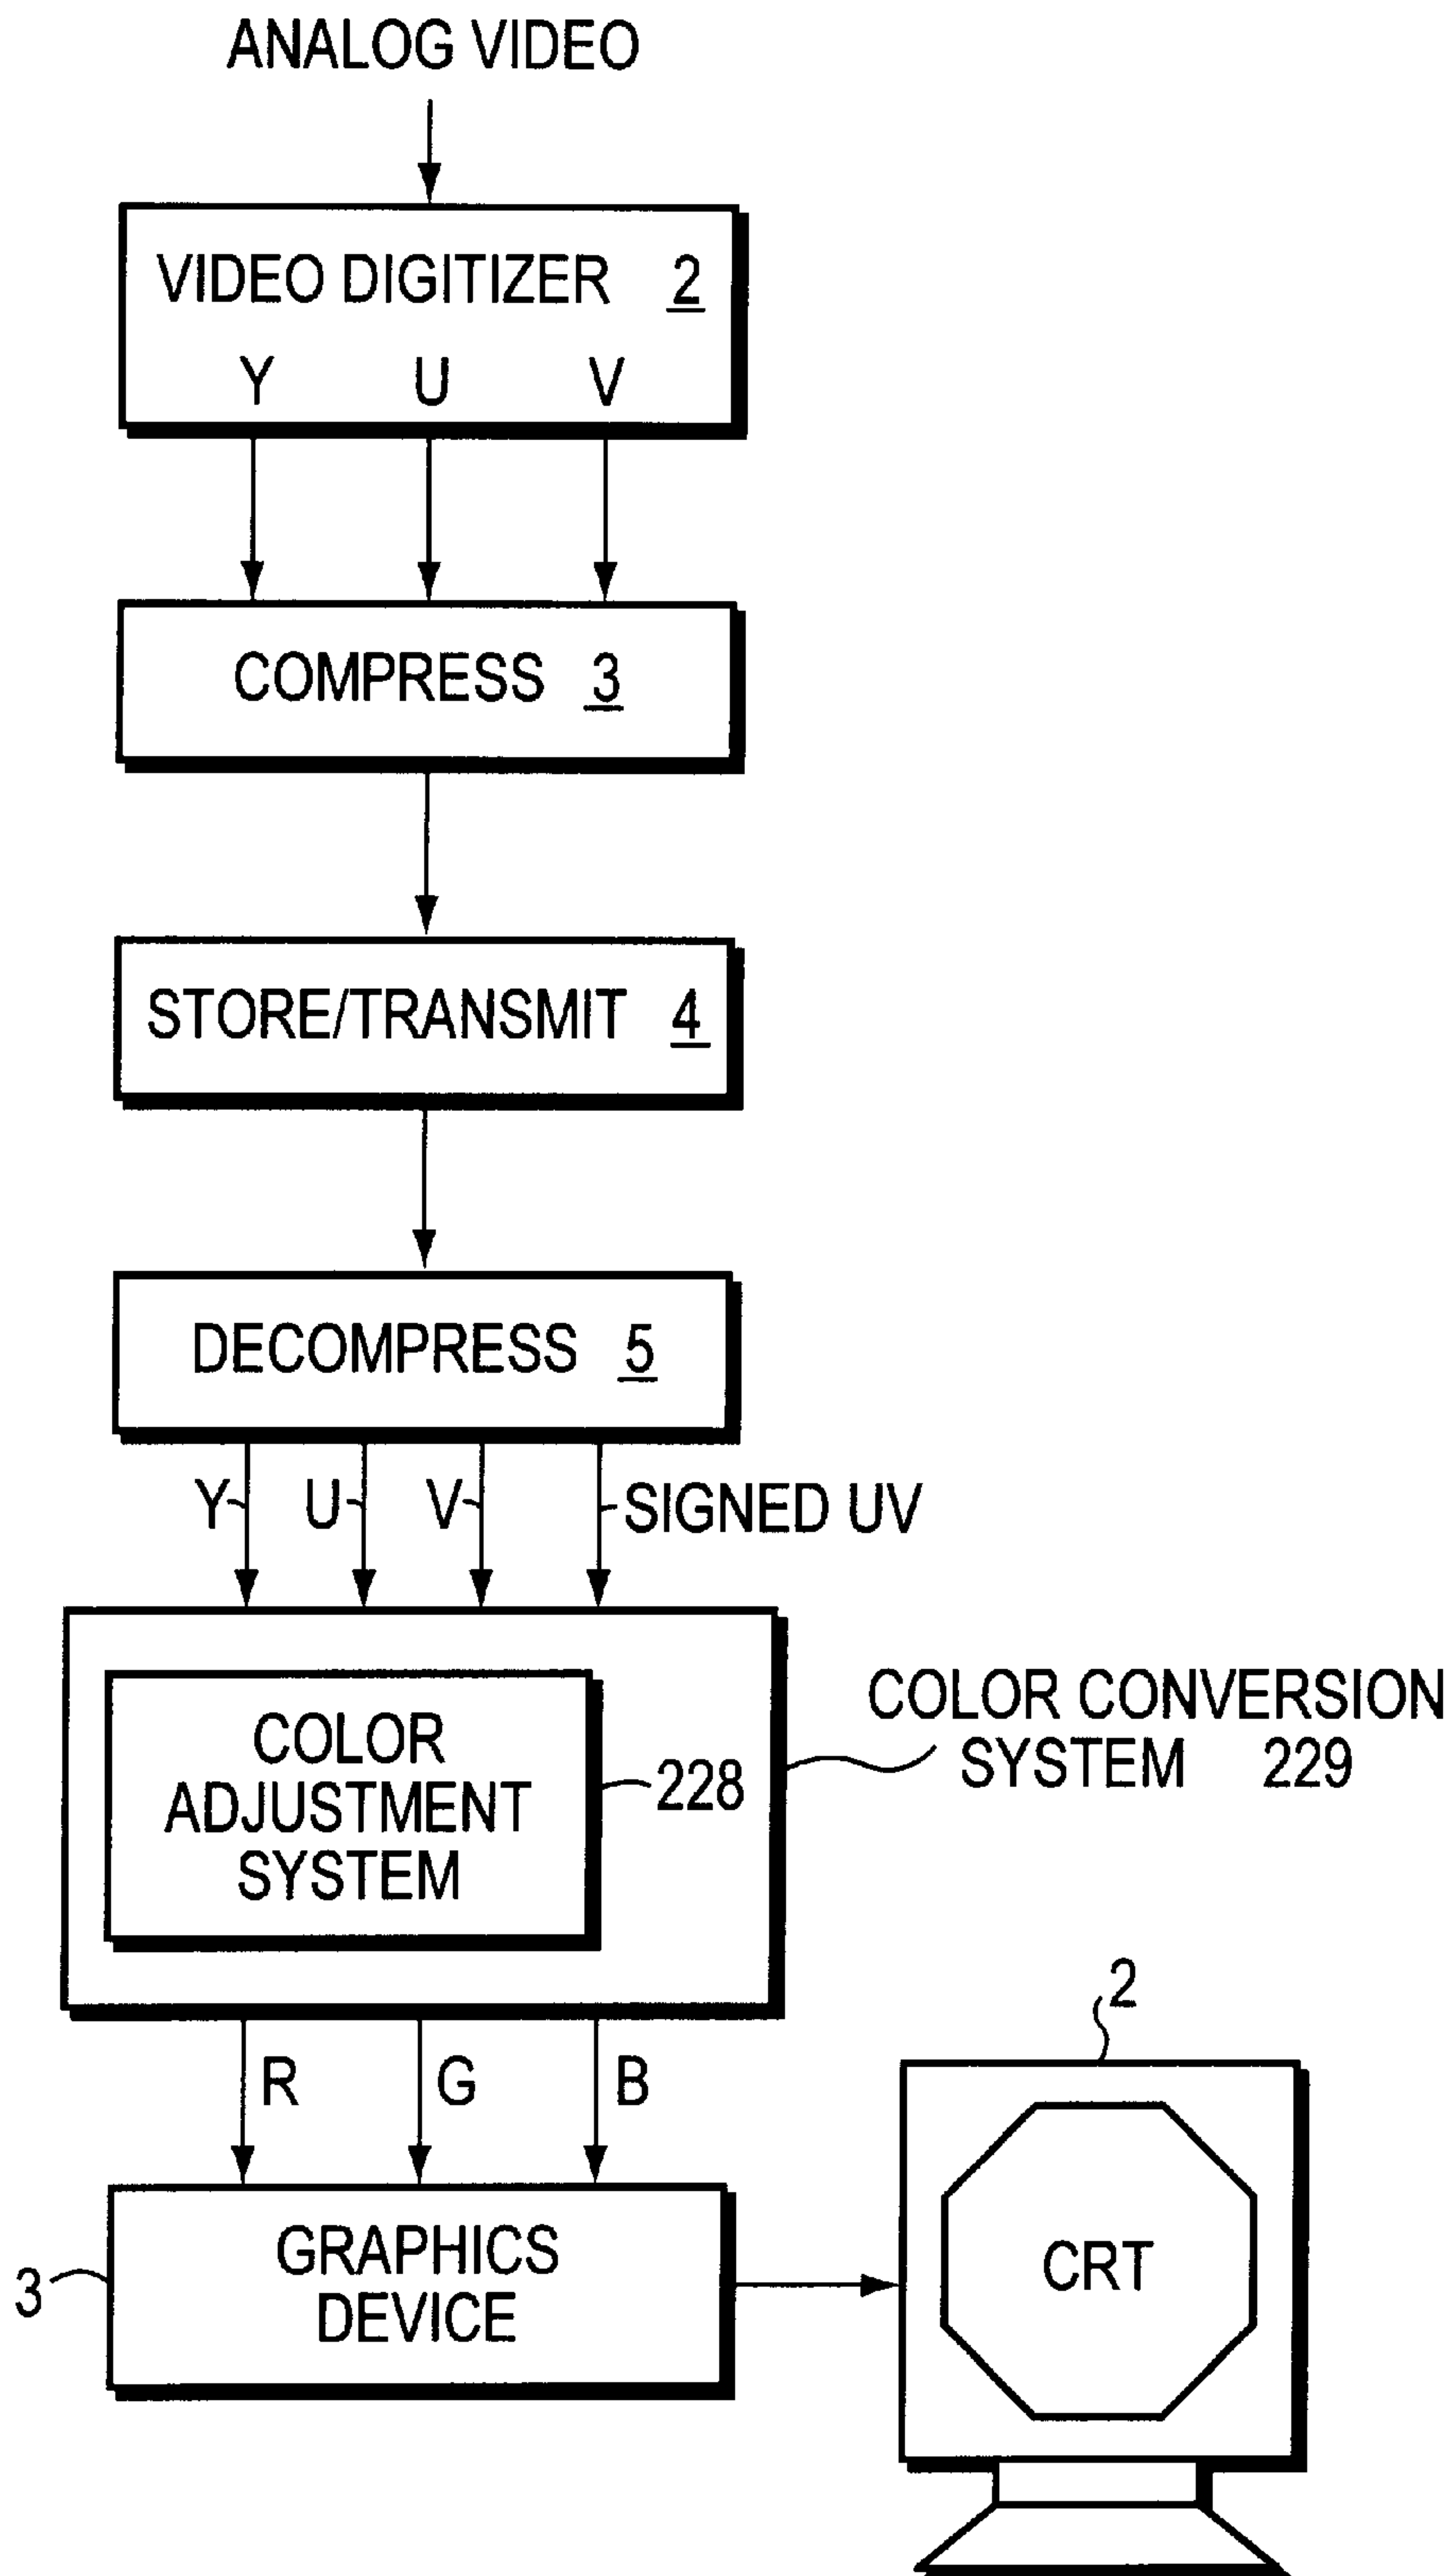 ANALOG VIDEO
VIDEO DIGITIZER 2
Y U V
COMPRESS 3
STORE/TRANSMIT 4
DECOMPRESS 5
Y U V SIGNED UV
COLOR CONVERSION
SYSTEM 229
COLOR
ADJUSTMENT
SYSTEM
228
R G B
2
GRAPHICS
DEVICE
3
CRT